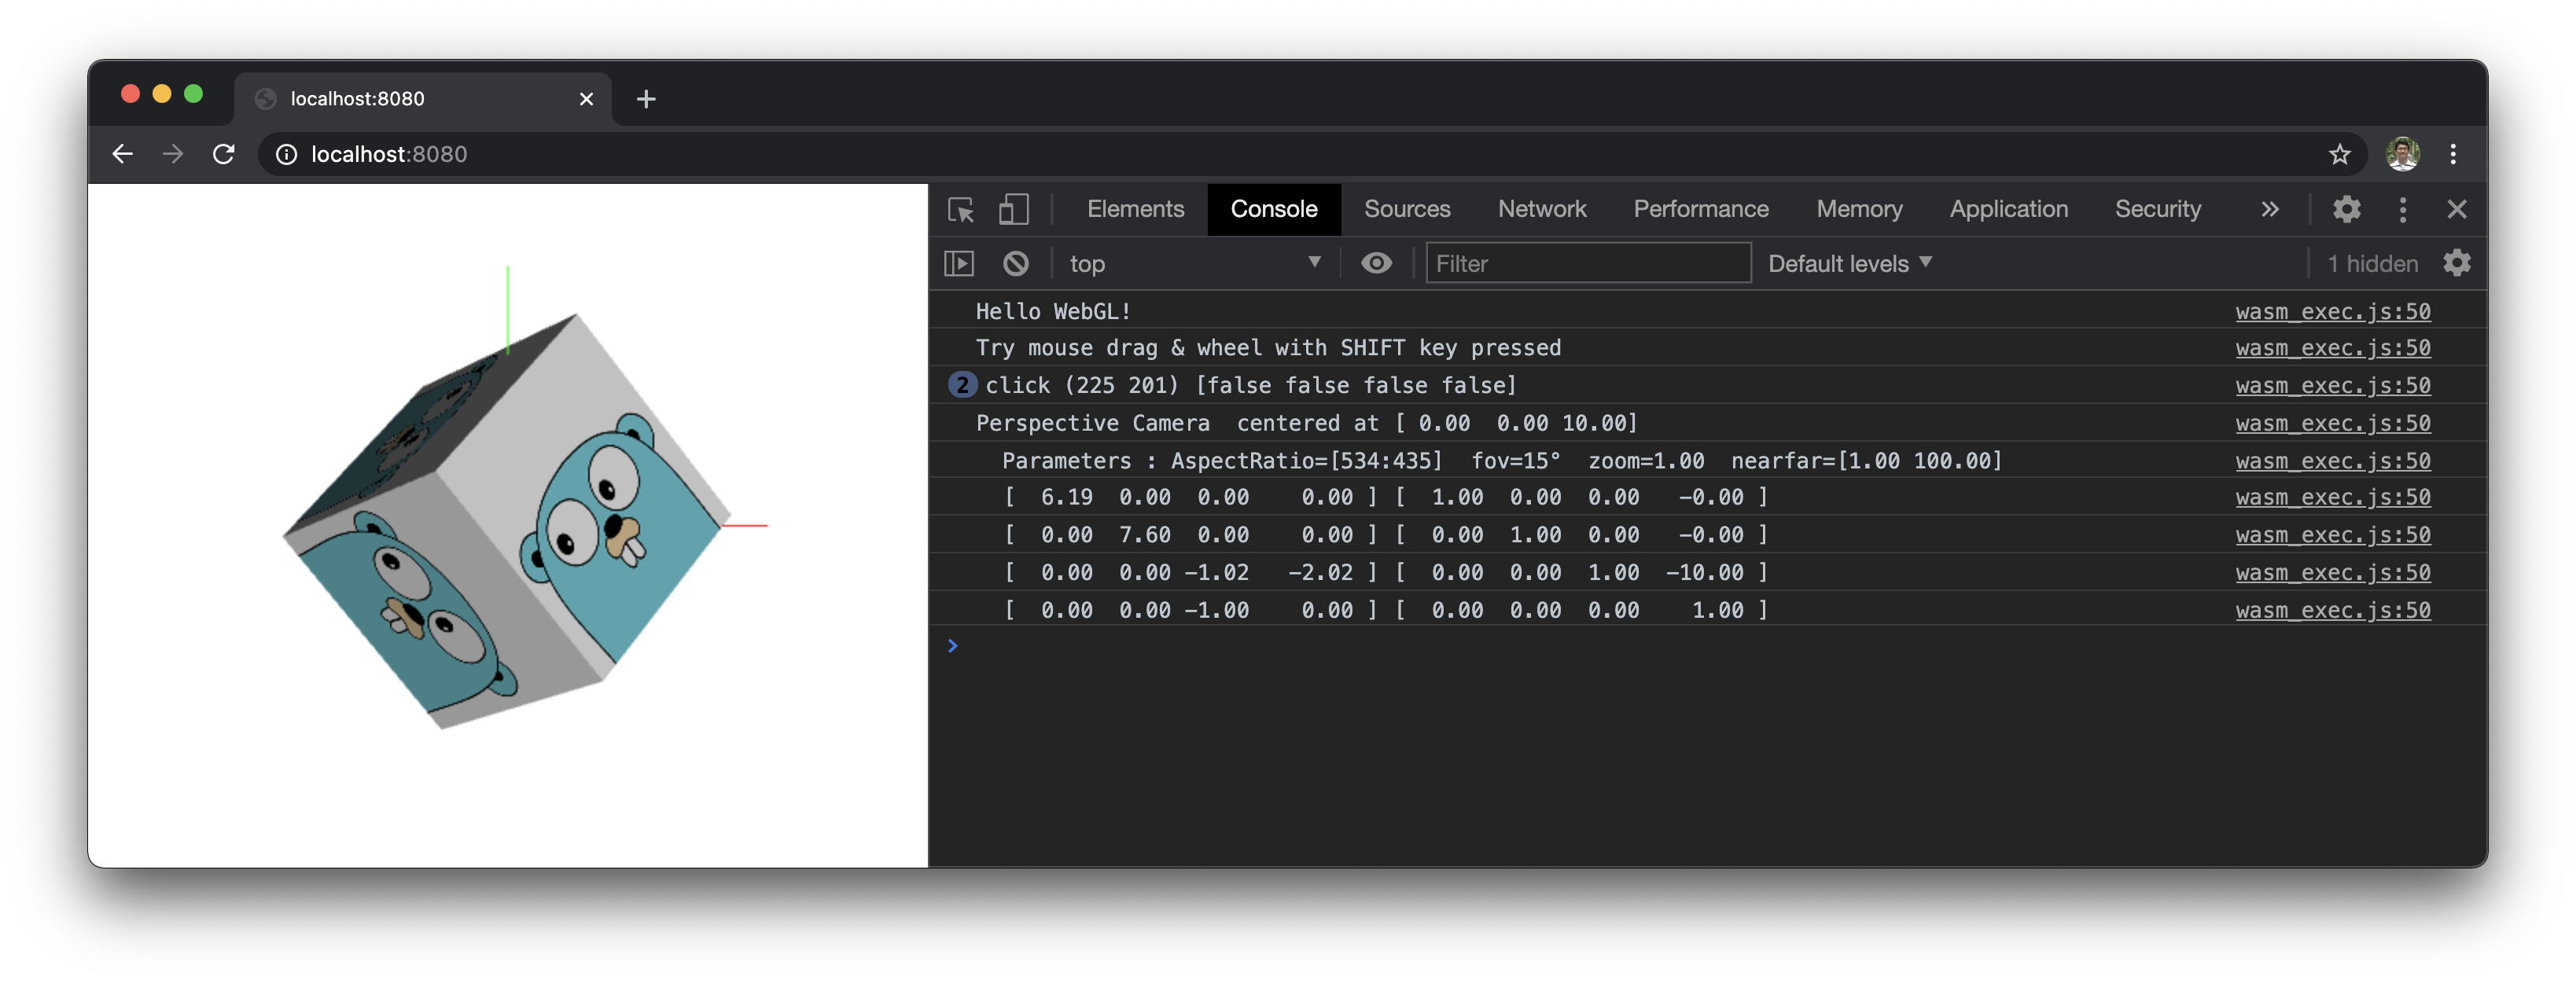 localhost:8080
localhost:8080
Elements Console Sources Network Performance Memory Application Security
top Filter Default levels 1 hidden
Hello WebGL! wasm_exec.js:50
Try mouse drag & wheel with SHIFT key pressed wasm_exec.js:50
2 click (225 201) [false false false false] wasm_exec.js:50
Perspective Camera  centered at [ 0.00  0.00 10.00] wasm_exec.js:50
Parameters : AspectRatio=[534:435]  fov=15°  zoom=1.00  nearfar=[1.00 100.00] wasm_exec.js:50
[  6.19  0.00  0.00    0.00 ] [  1.00  0.00  0.00   -0.00 ] wasm_exec.js:50
[  0.00  7.60  0.00    0.00 ] [  0.00  1.00  0.00   -0.00 ] wasm_exec.js:50
[  0.00  0.00 -1.02   -2.02 ] [  0.00  0.00  1.00  -10.00 ] wasm_exec.js:50
[  0.00  0.00 -1.00    0.00 ] [  0.00  0.00  0.00    1.00 ] wasm_exec.js:50